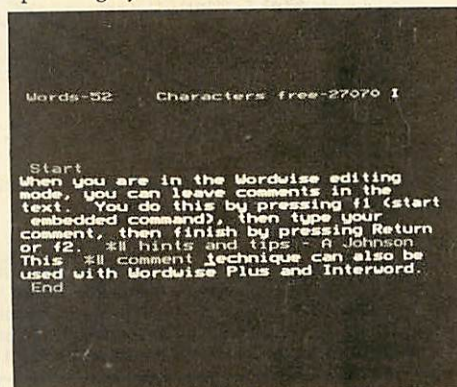 Words-52 Characters free-27070 I
Start
When you are in the Wordwise editing
mode, you can leave comments in the
text. You do this by pressing f1 (start
embedded command), then type your
comment, then finish by pressing Return
or f2. *|| hints and tips - A Johnson
This *|| comment technique can also be
used with Wordwise Plus and Interword.
End